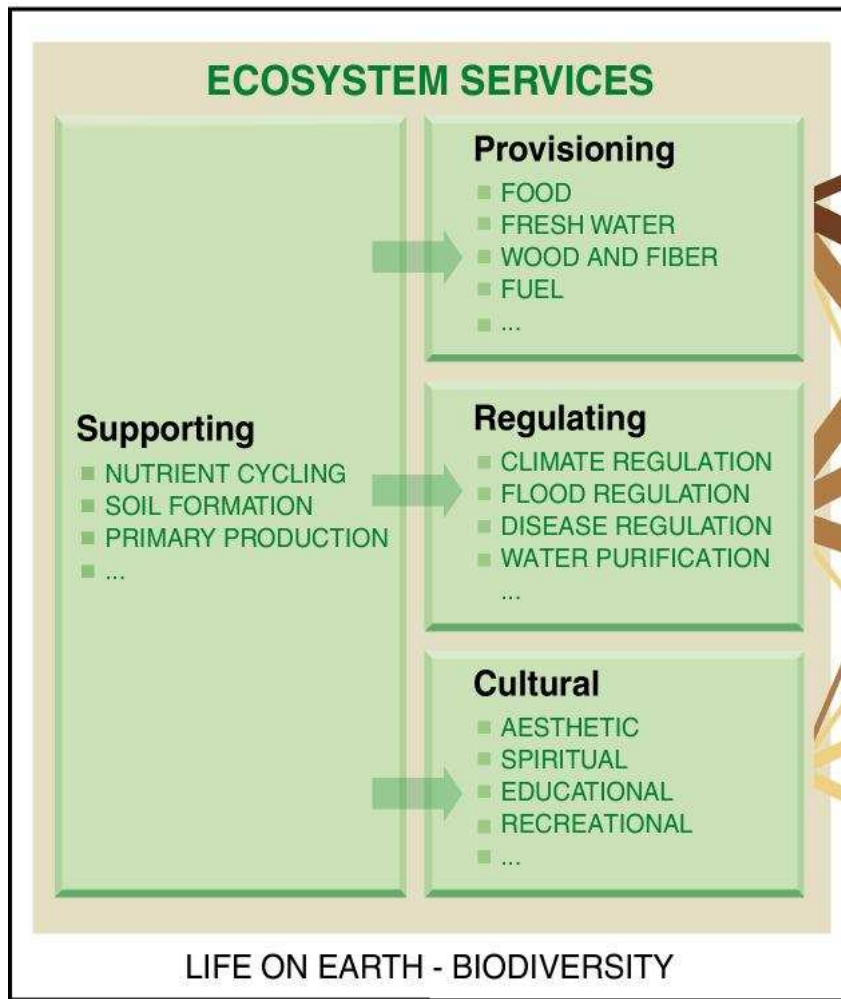 ECOSYSTEM SERVICES
Supporting
NUTRIENT CYCLING
SOIL FORMATION
PRIMARY PRODUCTION
...
Provisioning
FOOD
FRESH WATER
WOOD AND FIBER
FUEL
...
Regulating
CLIMATE REGULATION
FLOOD REGULATION
DISEASE REGULATION
WATER PURIFICATION
...
Cultural
AESTHETIC
SPIRITUAL
EDUCATIONAL
RECREATIONAL
...
LIFE ON EARTH - BIODIVERSITY